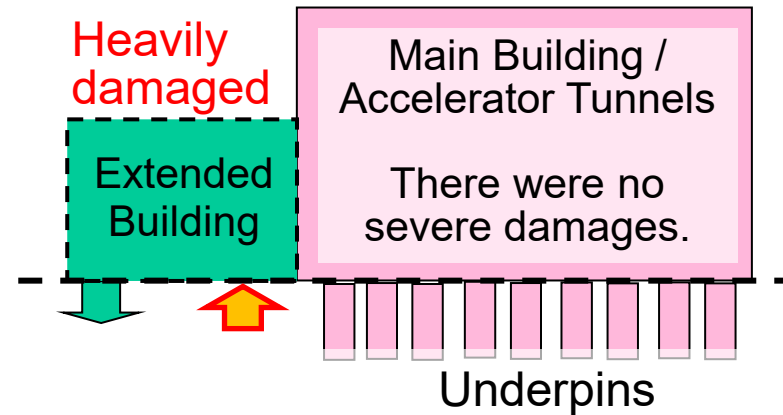 Heavily
damaged
Extended
Building
Main Building /
Accelerator Tunnels
There were no
severe damages.
Underpins